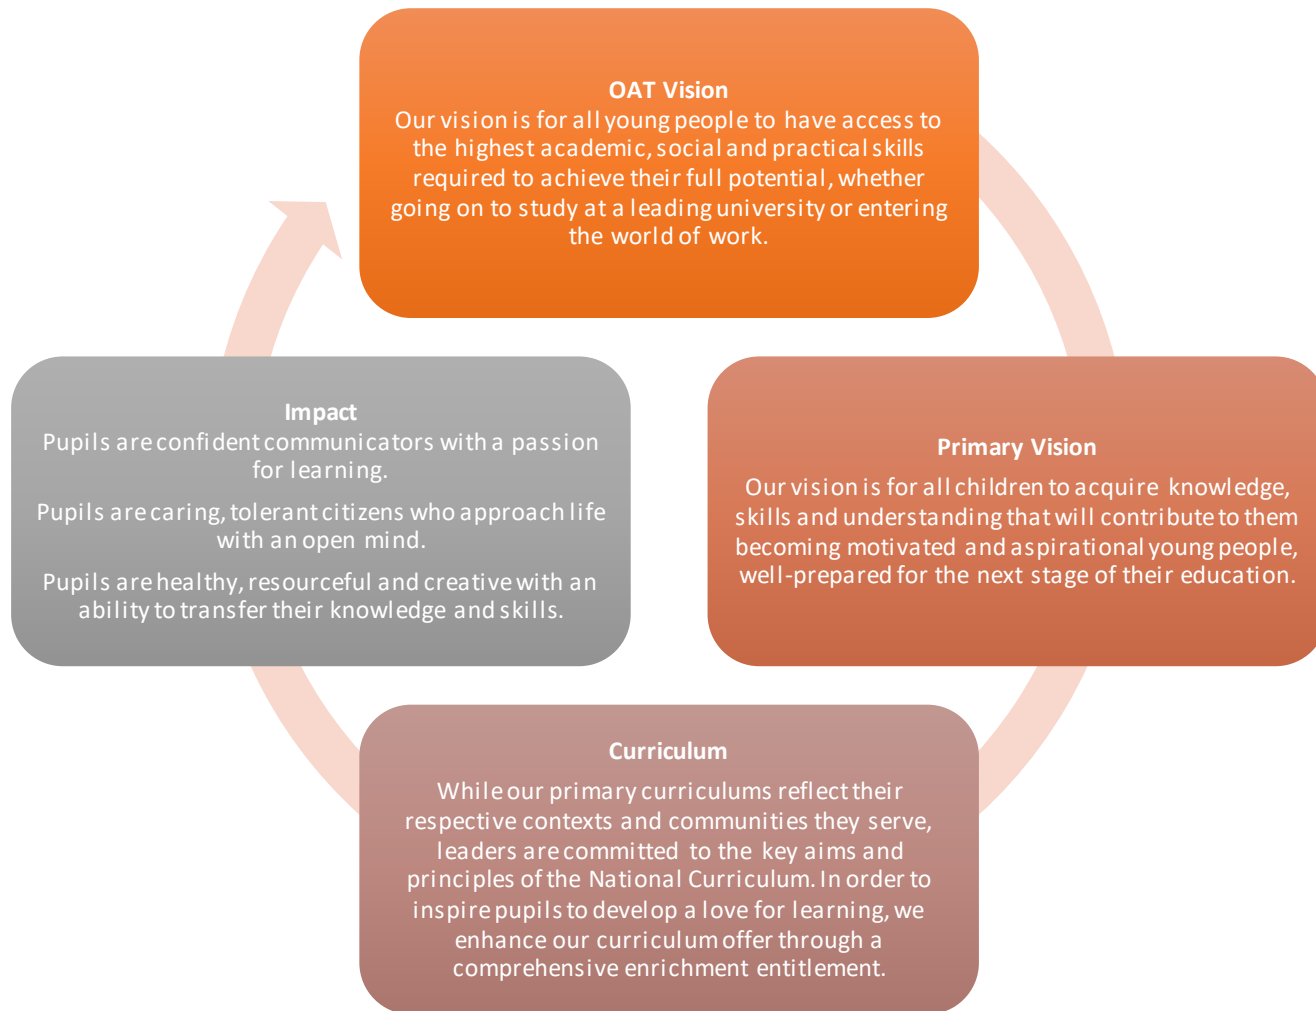 OAT Vision
Our vision is for all young people to have access to
the highest academic, social and practical skills
required to achieve their full potential, whether
going on to study at a leading university or entering
the world of work.
Primary Vision
Our vision is for all children to acquire knowledge,
skills and understanding that will contribute to them
becoming motivated and aspirational young people,
well-prepared for the next stage of their education.
Curriculum
While our primary curriculums reflect their
respective contexts and communities they serve,
leaders are committed to the key aims and
principles of the National Curriculum. In order to
inspire pupils to develop a love for learning, we
enhance our curriculum offer through a
comprehensive enrichment entitlement.
Impact
Pupils are confident communicators with a passion
for learning.
Pupils are caring, tolerant citizens who approach life
with an open mind.
Pupils are healthy, resourceful and creative with an
ability to transfer their knowledge and skills.